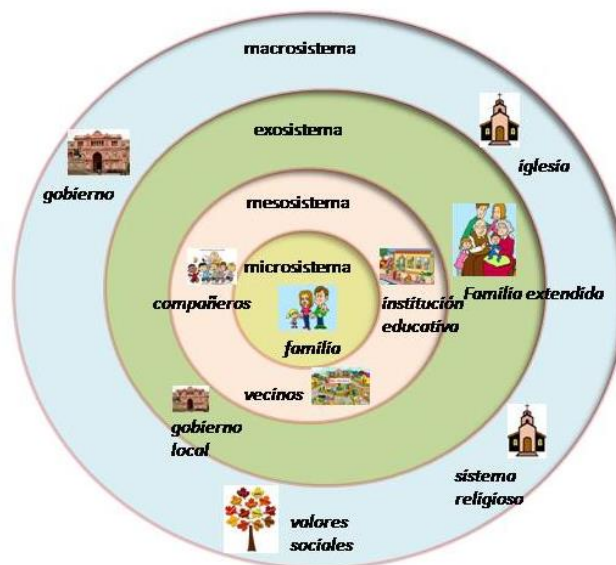 macrosistema
exosistema
iglesia
gobierno
mesosistema
microsistema
compañeros
institución
educativa
Familia extendida
familia
vecinos
gobierno
local
sistema
religioso
valores
sociales